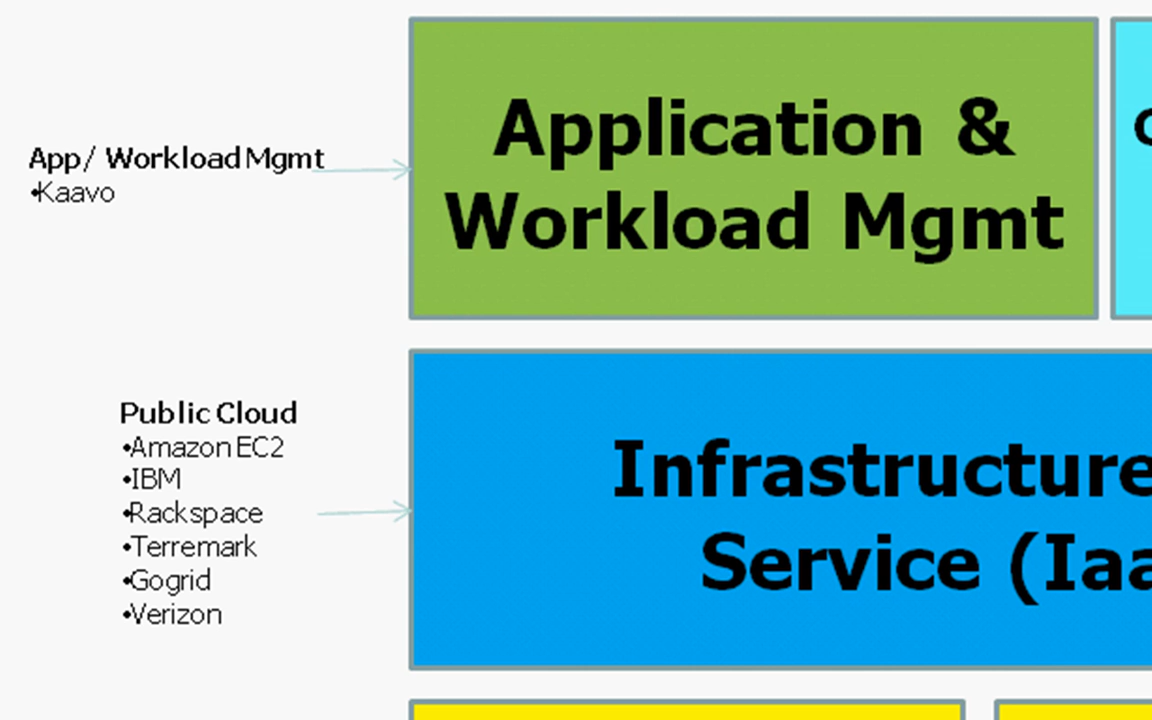 Application &
Workload Mgmt
App/ Workload Mgmt
•Kaavo
Infrastructure
Service (Iaa
Public Cloud
•Amazon EC2
•IBM
•Rackspace
•Terremark
•Gogrid
•Verizon